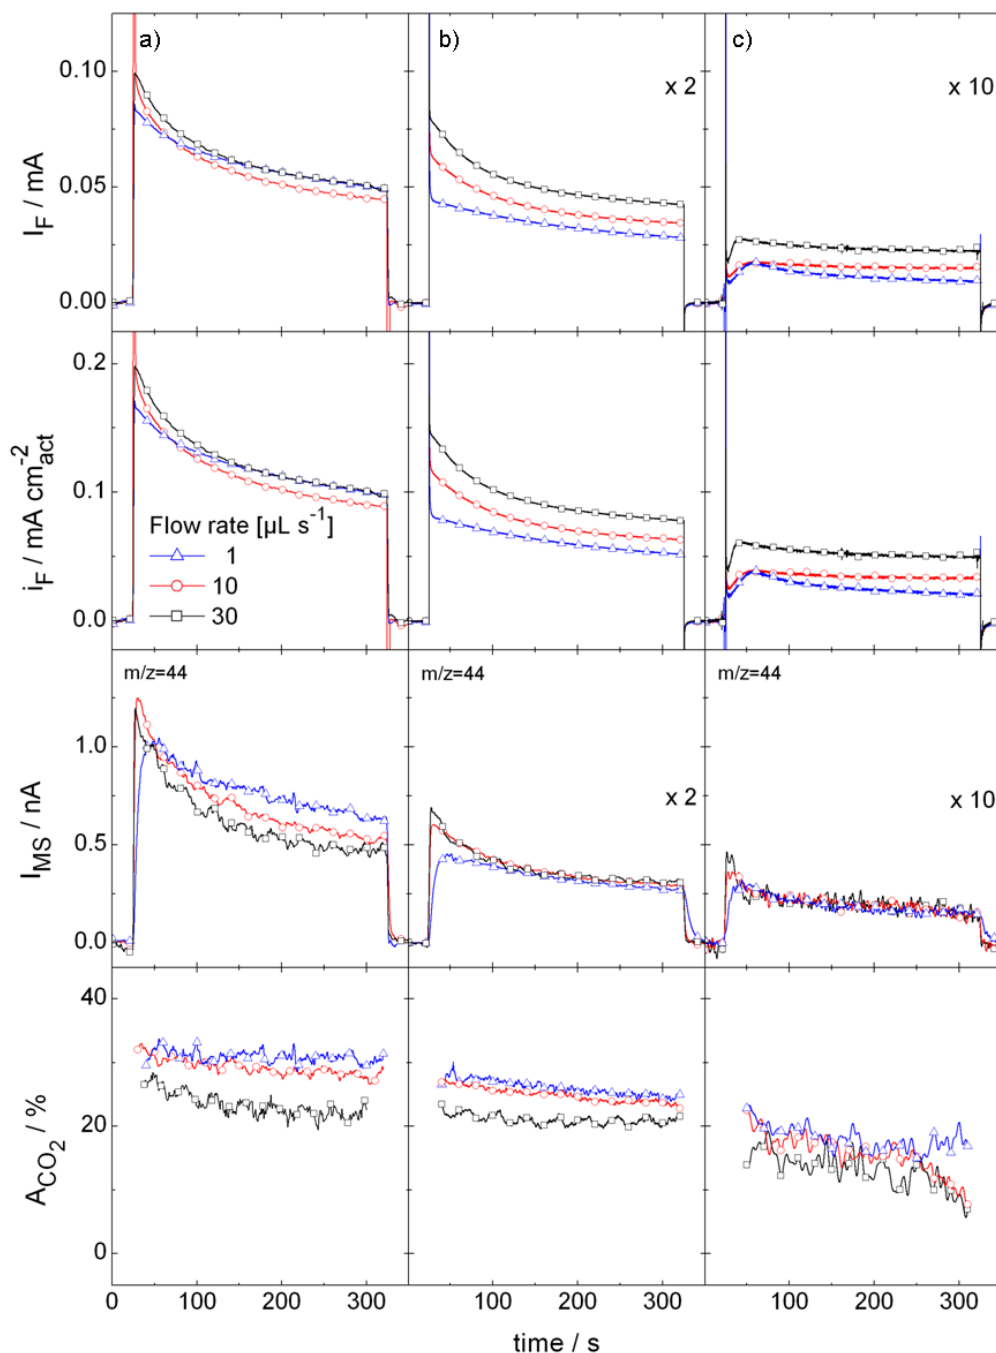 a)
b)
c)
0.10
0.05
0.00
I_F / mA
x 2
x 10
0.2
0.1
0.0
i_F / mA cm⁻²_act
Flow rate [µL s⁻¹]
1
10
30
m/z=44
m/z=44
m/z=44
1.0
0.5
0.0
I_MS / nA
x 2
x 10
40
20
0
A_CO₂ / %
0 100 200 300 100 200 300 100 200 300
time / s